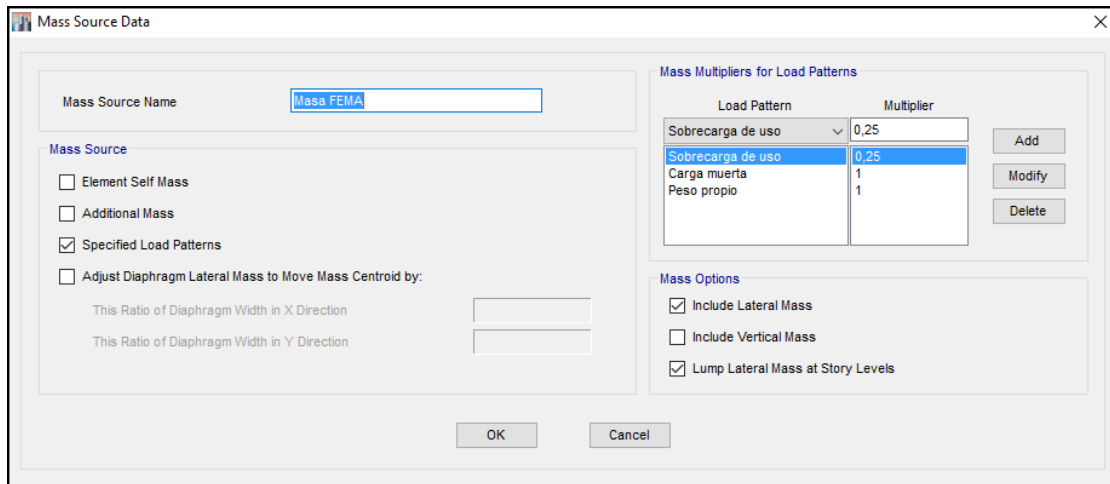 Mass Source Data
Mass Source Name
Masa FEMA
Mass Source
Element Self Mass
Additional Mass
Specified Load Patterns
Adjust Diaphragm Lateral Mass to Move Mass Centroid by:
This Ratio of Diaphragm Width in X Direction
This Ratio of Diaphragm Width in Y Direction
Mass Multipliers for Load Patterns
Load Pattern Multiplier
Sobrecarga de uso 0,25
Sobrecarga de uso 0,25
Carga muerta 1
Peso propio 1
Add
Modify
Delete
Mass Options
Include Lateral Mass
Include Vertical Mass
Lump Lateral Mass at Story Levels
OK Cancel